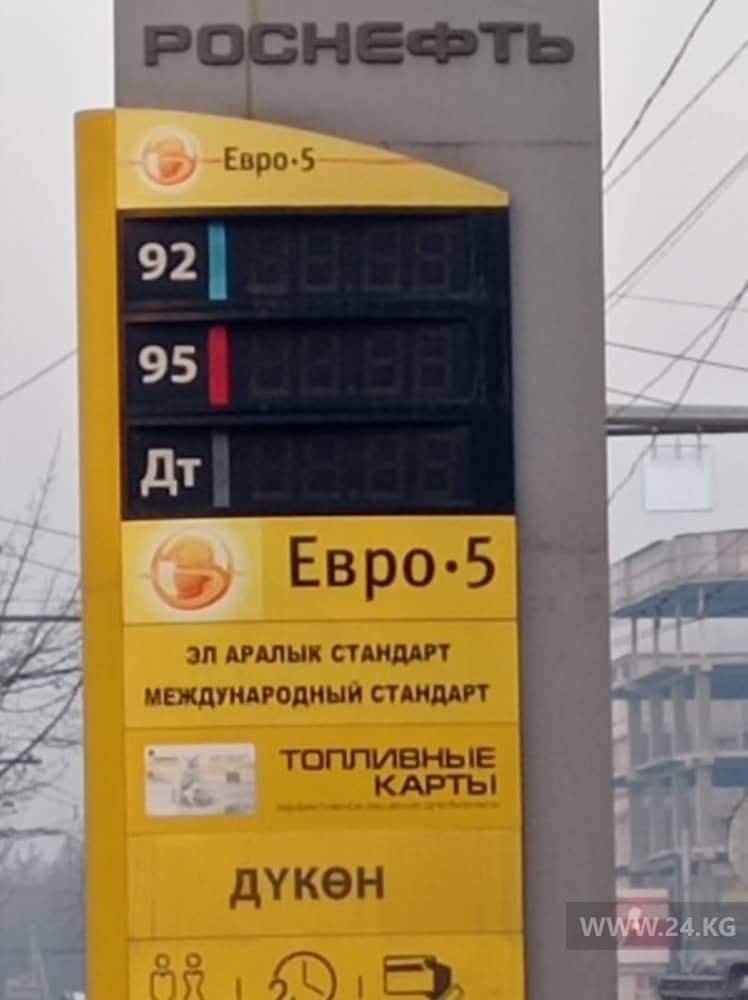 РОСНЕФТЬ
Евро·5
92
95
Дт
Евро·5
ЭЛ АРАЛЫК СТАНДАРТ
МЕЖДУНАРОДНЫЙ СТАНДАРТ
ТОПЛИВНЫЕ
КАРТЫ
ДҮКӨН
WWW.24.KG